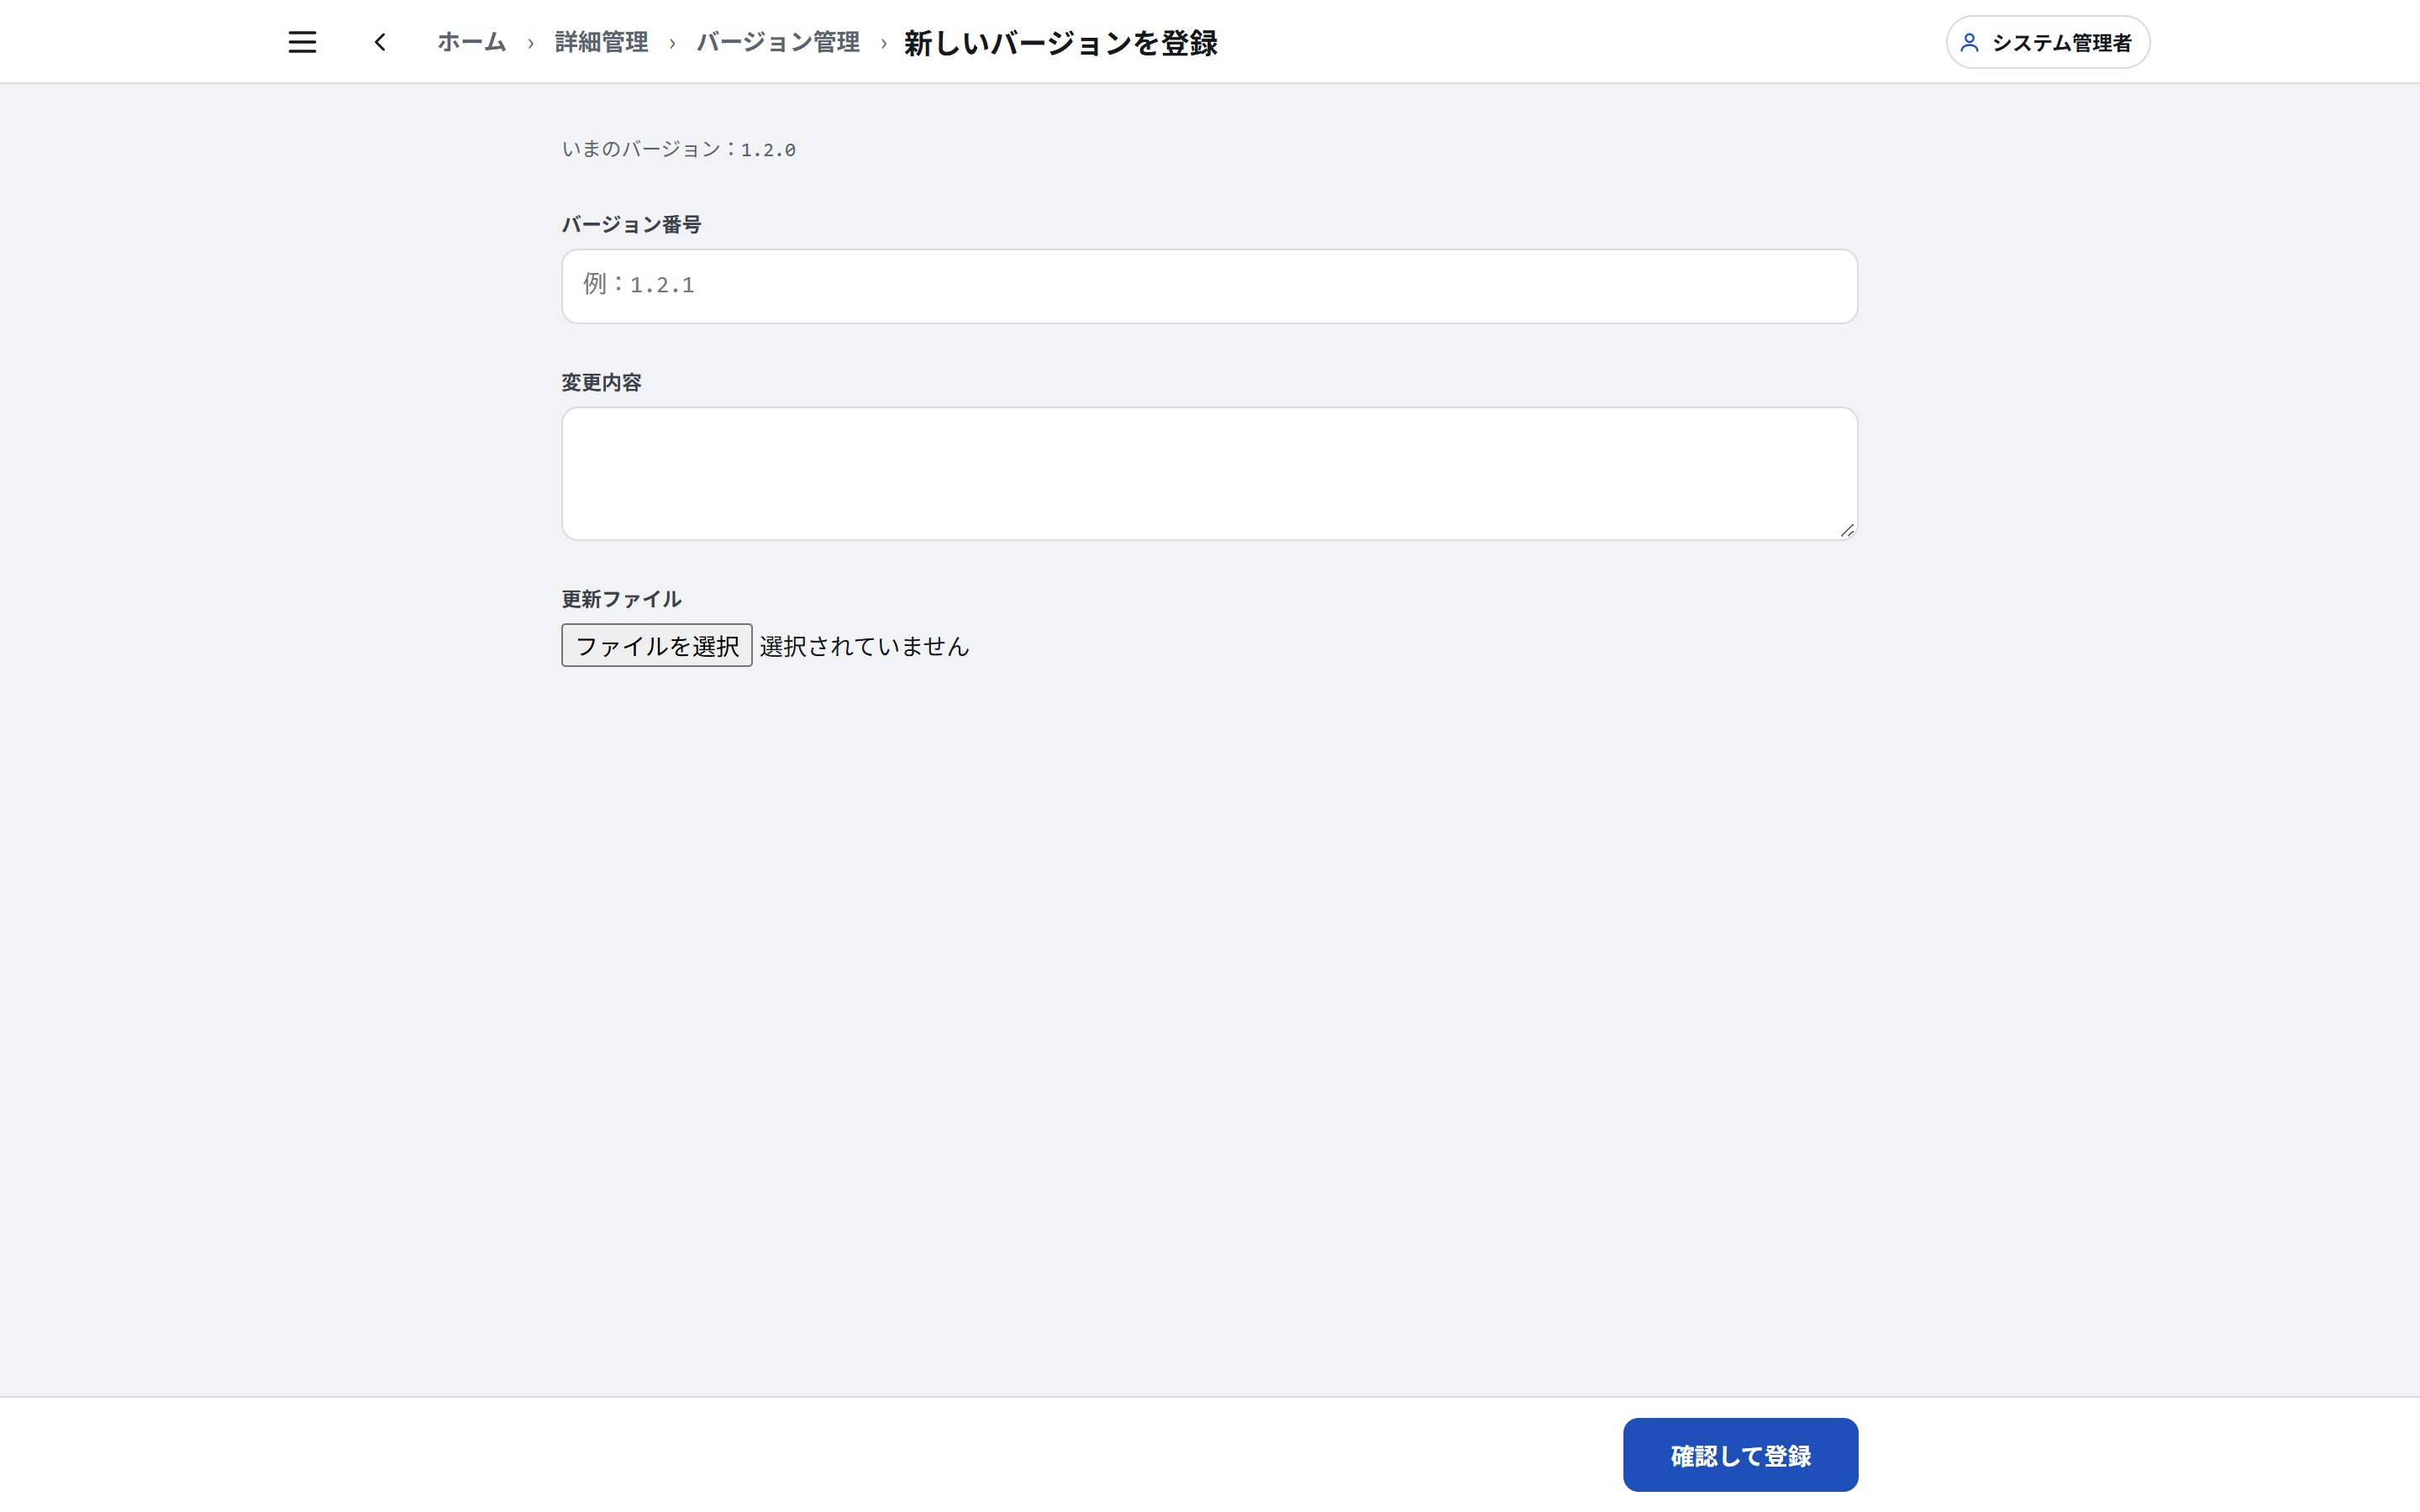 ホーム › 詳細管理 › バージョン管理 › 新しいバージョンを登録
システム管理者
いまのバージョン：1.2.0
バージョン番号
例：1.2.1
変更内容
更新ファイル
ファイルを選択 選択されていません
確認して登録